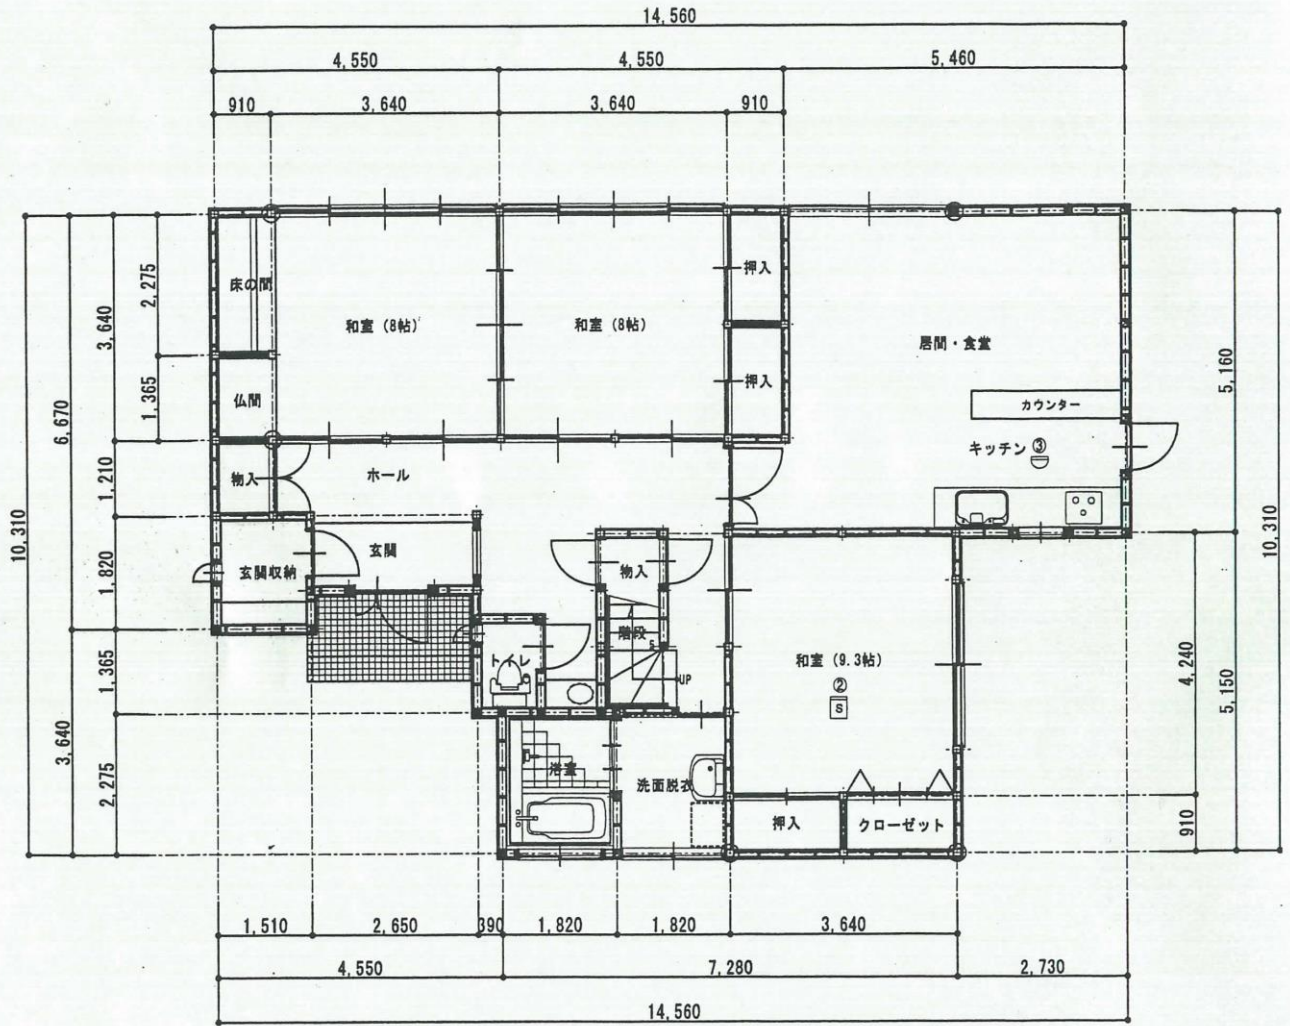 14,560
4,550 4,550 5,460
910 3,640 3,640 910
床の間
和室 (8帖)
和室 (8帖)
押入
押入
仏間
居間・食堂
カウンター
キッチン ③
物入
ホール
玄関
玄関収納
物入
階段
S
UP
トイレ
和室 (9.3帖)
②
S
浴室
洗面脱衣
押入
クローゼット
2,275
3,640
1,365
6,670
1,210
10,310
1,820
1,365
3,640
2,275
5,160
10,310
4,240
5,150
910
1,510 2,650 390 1,820 1,820 3,640
4,550 7,280 2,730
14,560